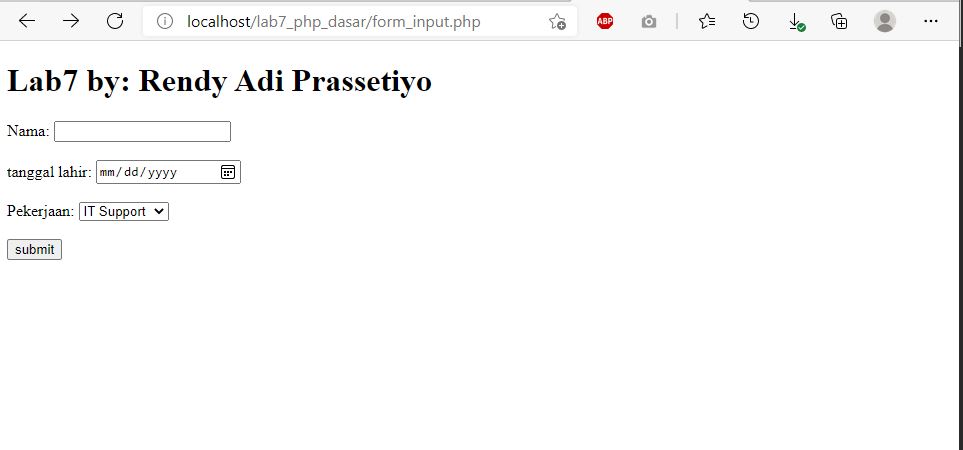 localhost/lab7_php_dasar/form_input.php
ABP
Lab7 by: Rendy Adi Prassetiyo
Nama:
tanggal lahir: mm/dd/yyyy
Pekerjaan: IT Support
submit